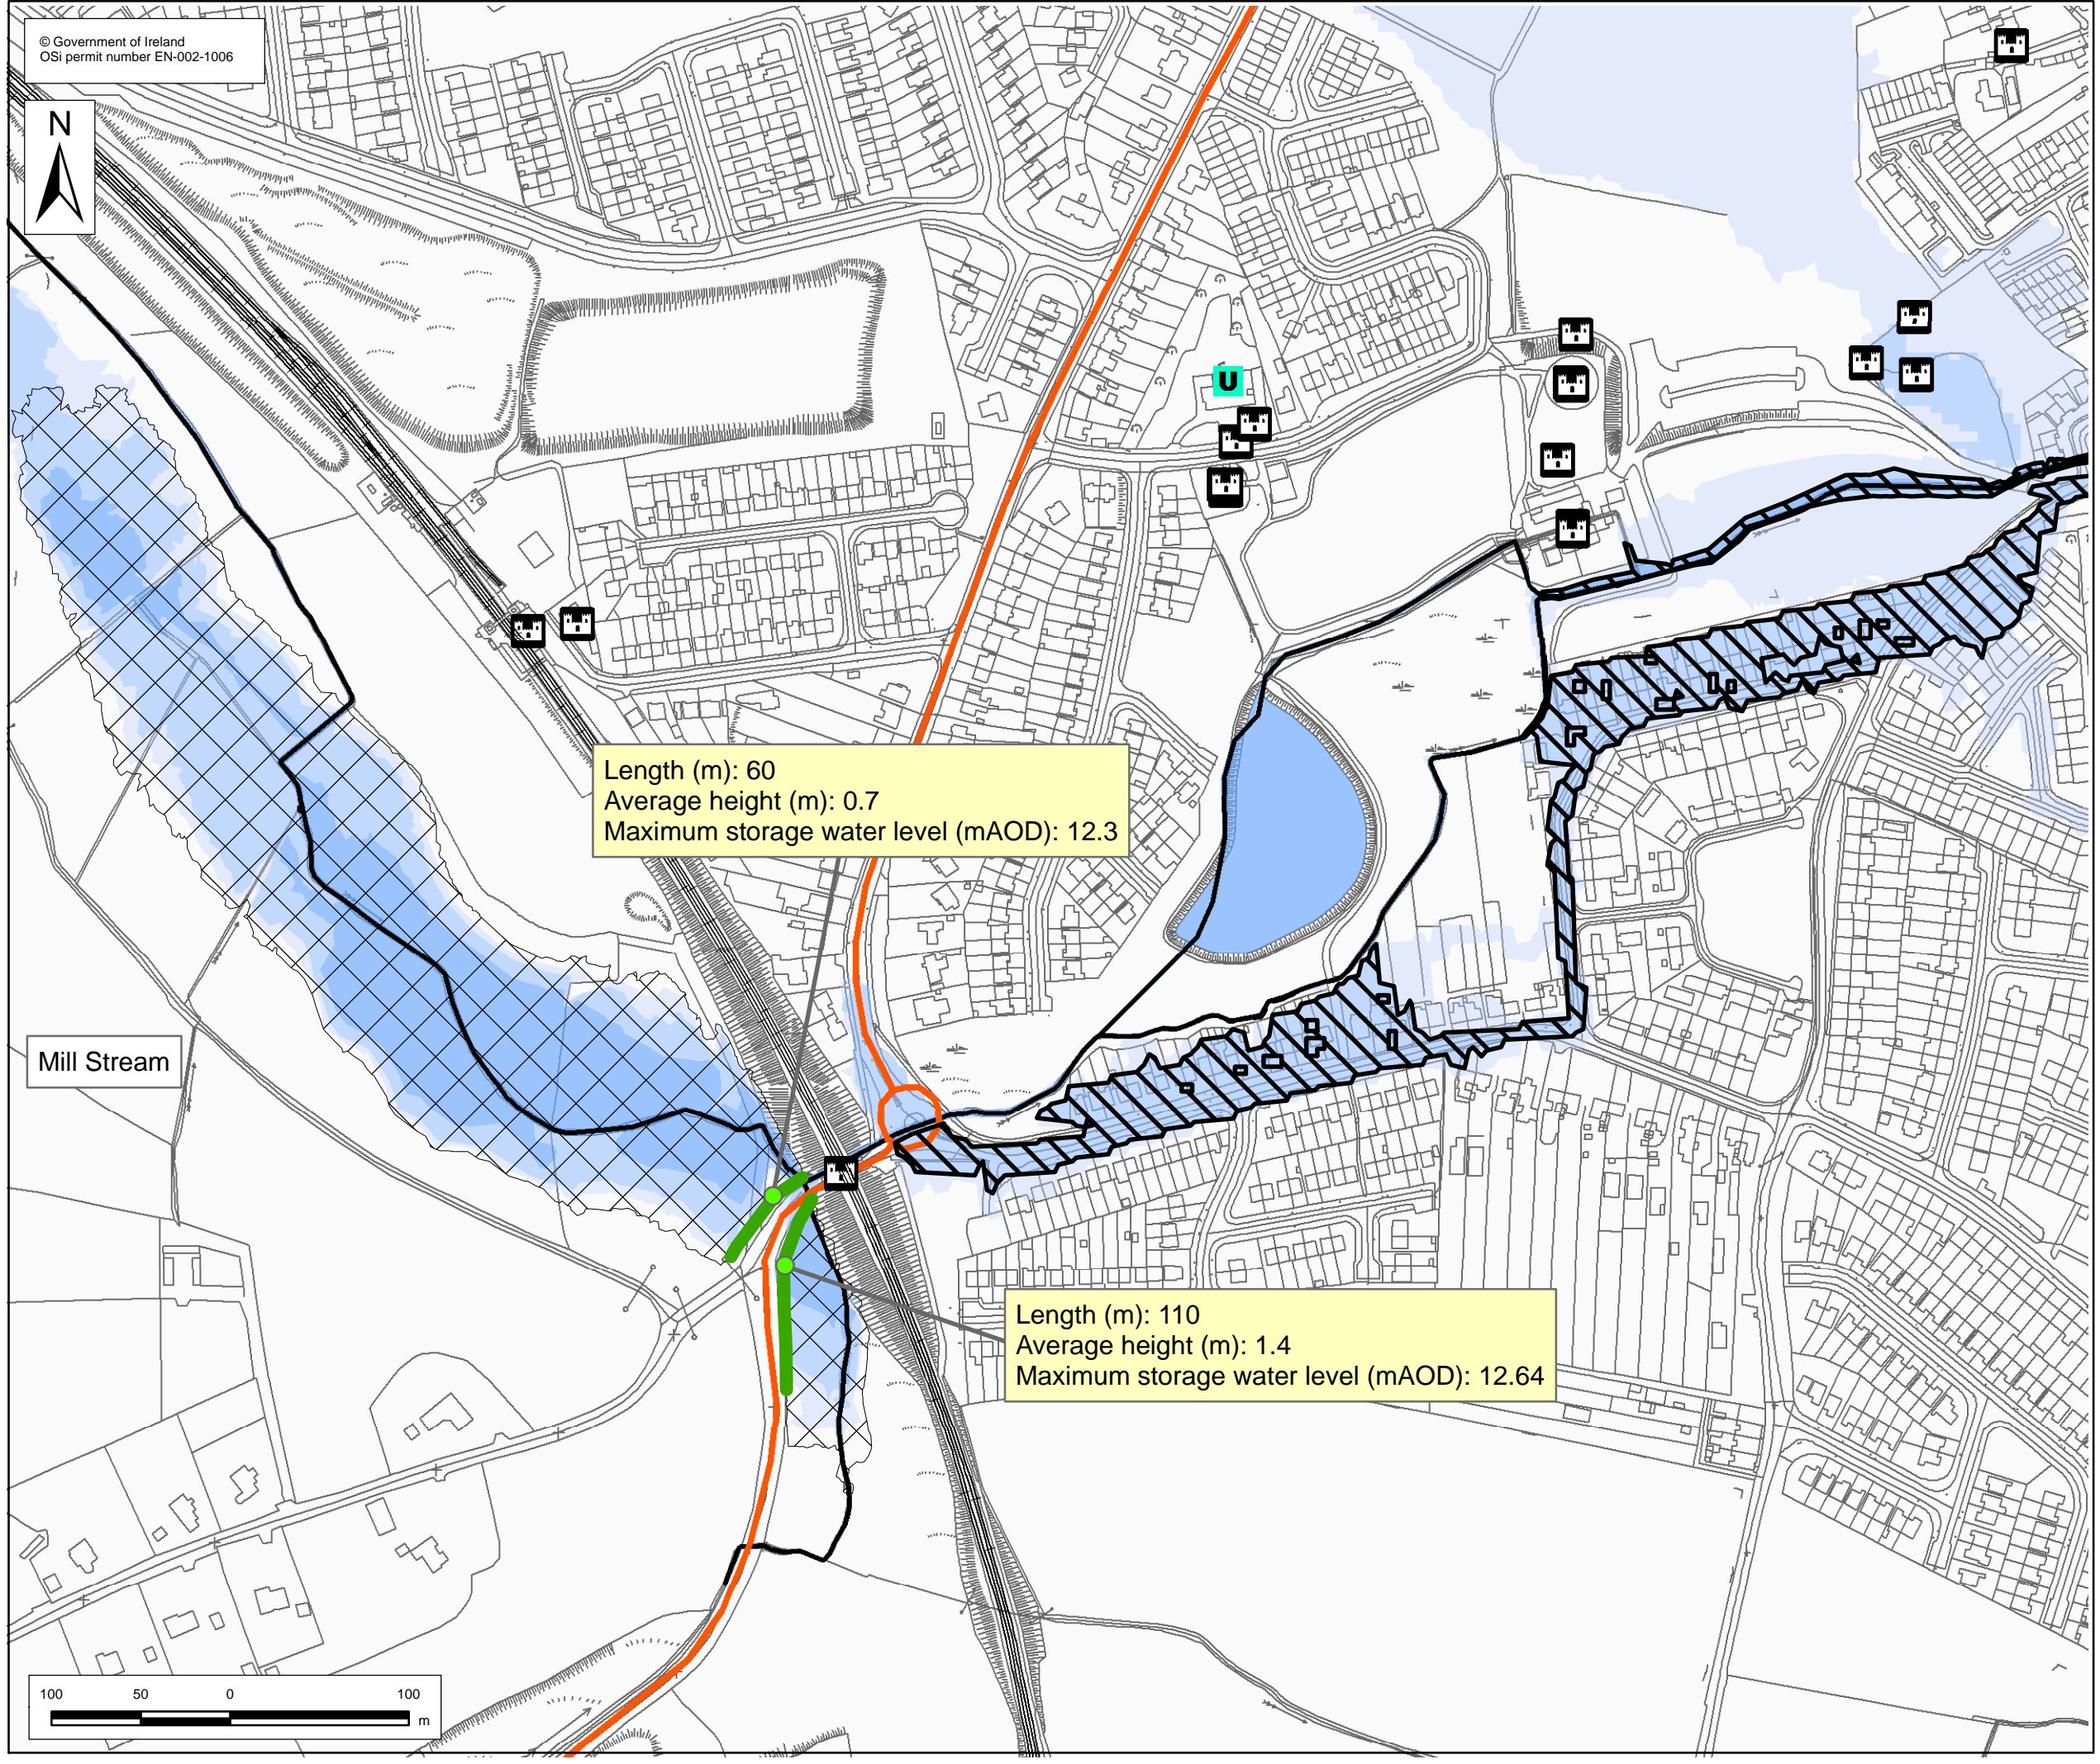 © Government of Ireland
OSi permit number EN-002-1006
N
U
Length (m): 60
Average height (m): 0.7
Maximum storage water level (mAOD): 12.3
Mill Stream
Length (m): 110
Average height (m): 1.4
Maximum storage water level (mAOD): 12.64
100 50 0 100
m